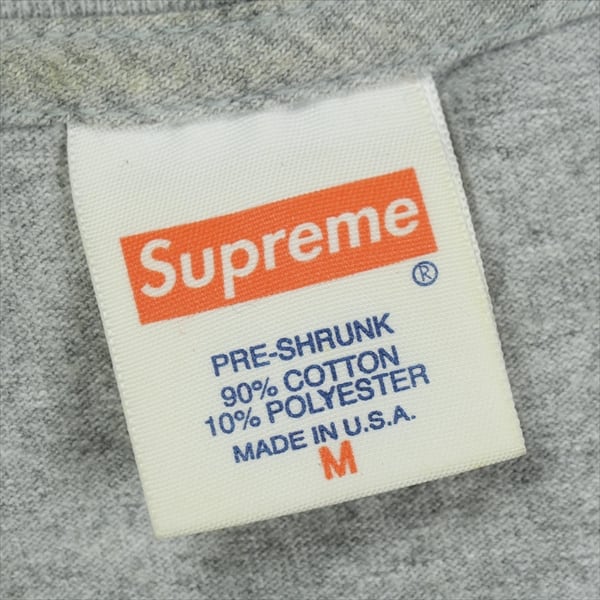 Supreme
®
PRE-SHRUNK
90% COTTON
10% POLYESTER
MADE IN U.S.A.
M